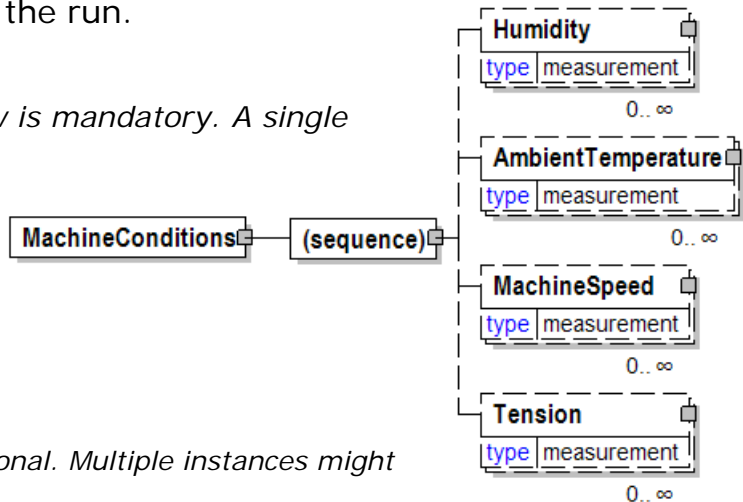 the run.
Humidity
type measurement
0.. ∞
is mandatory. A single
AmbientTemperature
type measurement
0.. ∞
MachineConditions
(sequence)
MachineSpeed
type measurement
0.. ∞
Tension
type measurement
onal. Multiple instances might
0.. ∞